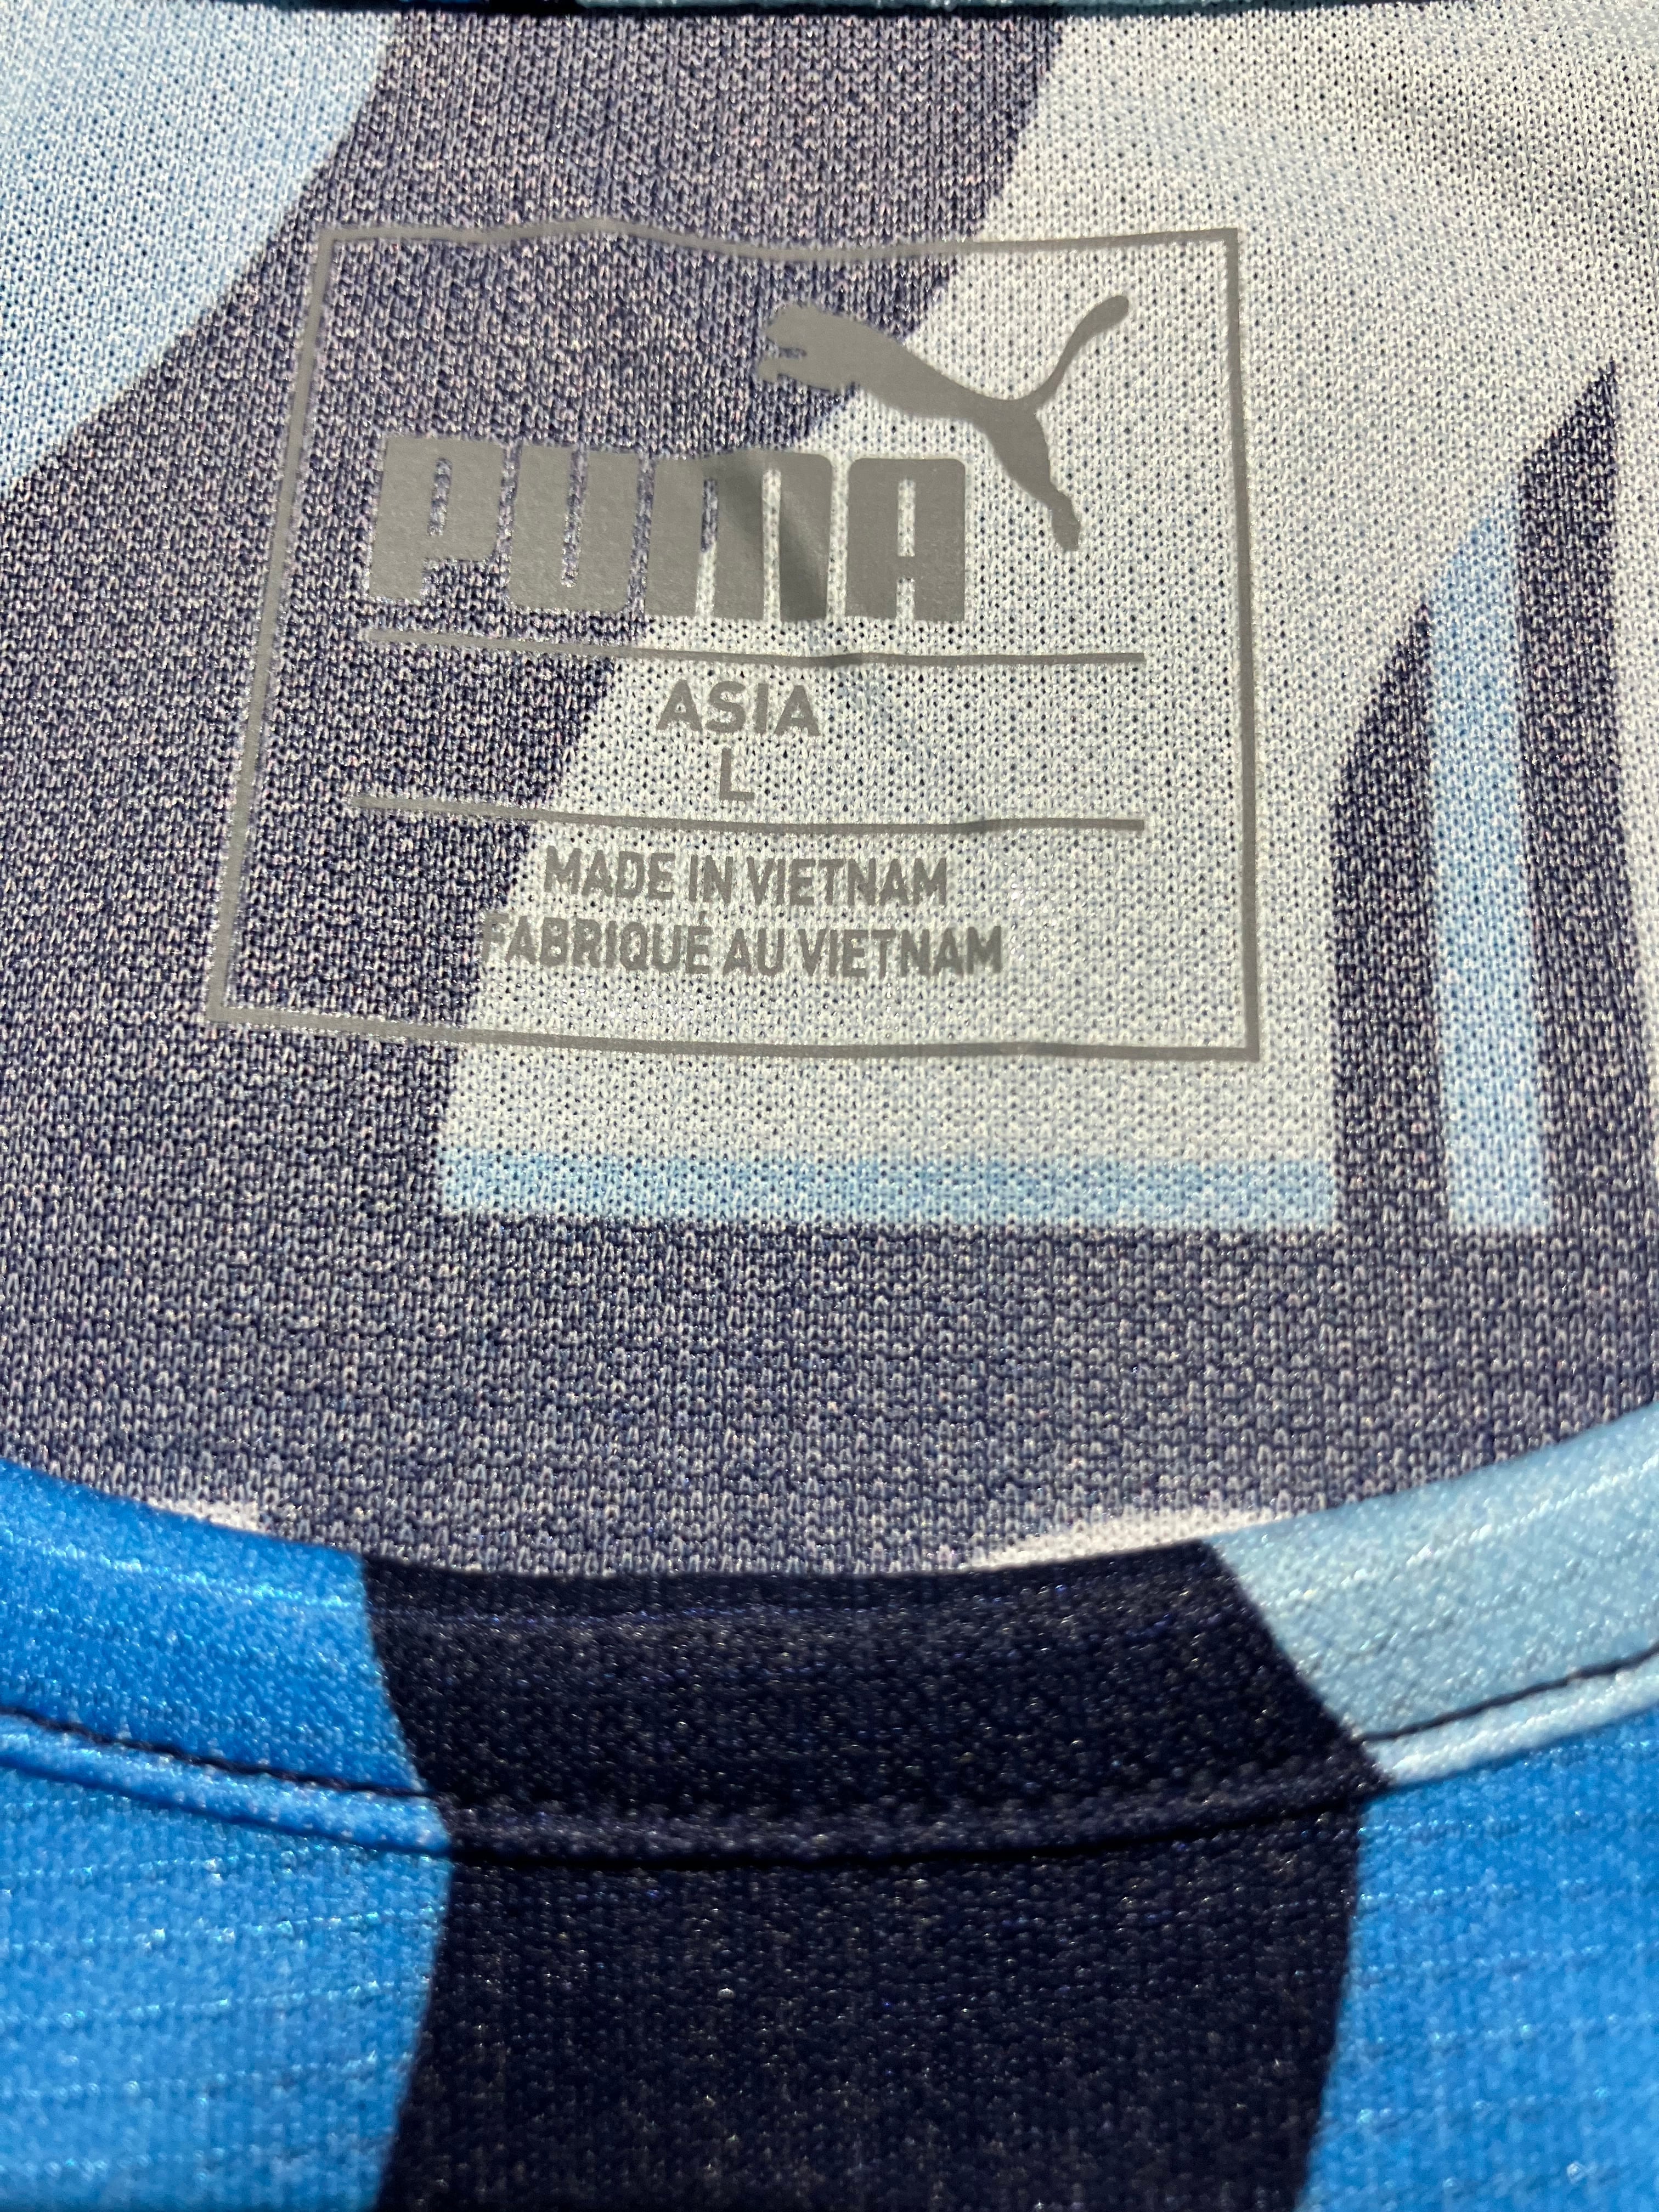 PUMA
ASIA
L
MADE IN VIETNAM
FABRIQUÉ AU VIETNAM